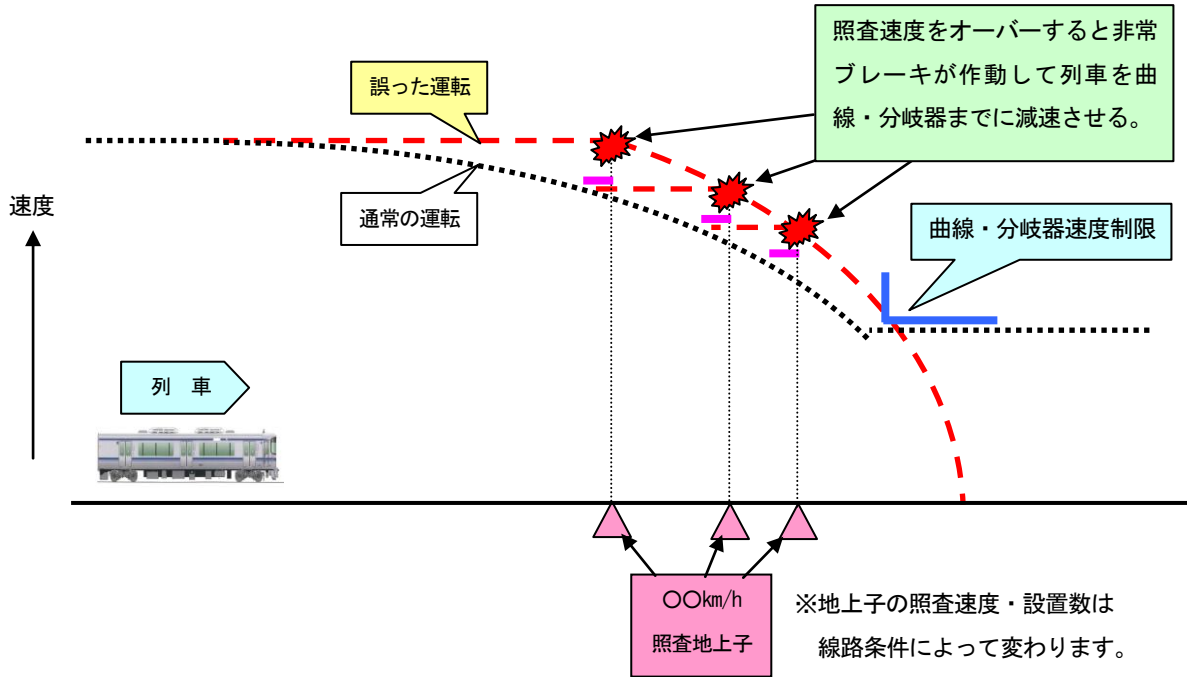 照査速度をオーバーすると非常
ブレーキが作動して列車を曲
線・分岐器までに減速させる。
誤った運転
通常の運転
速度
曲線・分岐器速度制限
列　車
〇〇km/h
照査地上子
※地上子の照査速度・設置数は
線路条件によって変わります。